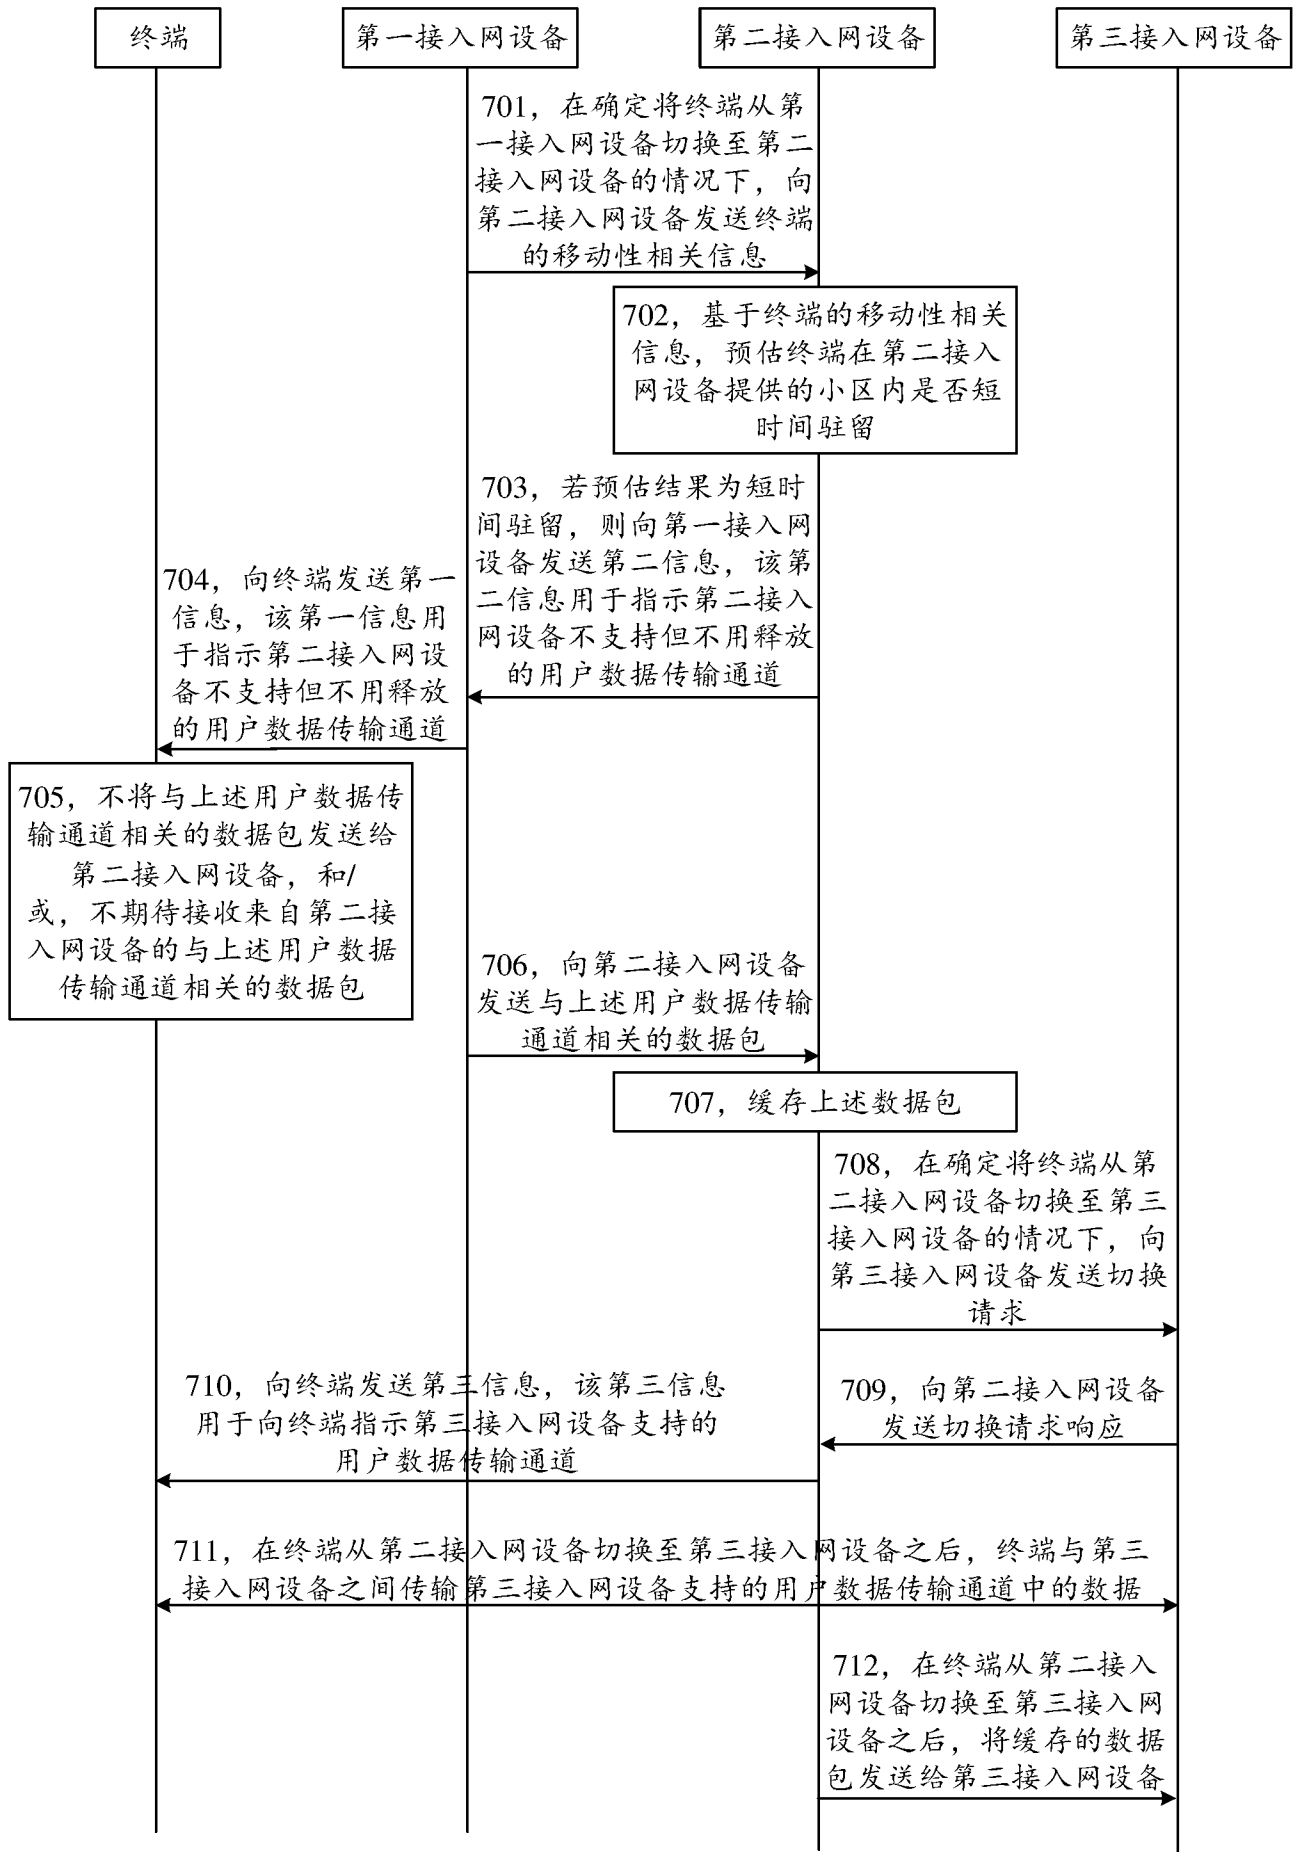 终端
第一接入网设备
第二接入网设备
第三接入网设备
701，在确定将终端从第
一接入网设备切换至第二
接入网设备的情况下，向
第二接入网设备发送终端
的移动性相关信息
702，基于终端的移动性相关
信息，预估终端在第二接入
网设备提供的小区内是否短
时间驻留
703，若预估结果为短时
间驻留，则向第一接入网
设备发送第二信息，该第
二信息用于指示第二接入
网设备不支持但不用释放
的用户数据传输通道
704，向终端发送第一
信息，该第一信息用
于指示第二接入网设
备不支持但不用释放
的用户数据传输通道
705，不将与上述用户数据传
输通道相关的数据包发送给
第二接入网设备，和/
或，不期待接收来自第二接
入网设备的与上述用户数据
传输通道相关的数据包
706，向第二接入网设备
发送与上述用户数据传输
通道相关的数据包
707，缓存上述数据包
708，在确定将终端从第
二接入网设备切换至第三
接入网设备的情况下，向
第三接入网设备发送切换
请求
709，向第二接入网设备
发送切换请求响应
710，向终端发送第三信息，该第三信息
用于向终端指示第三接入网设备支持的
用户数据传输通道
711，在终端从第二接入网设备切换至第三接入网设备之后，终端与第三
接入网设备之间传输第三接入网设备支持的用户数据传输通道中的数据
712，在终端从第二接入
网设备切换至第三接入网
设备之后，将缓存的数据
包发送给第三接入网设备